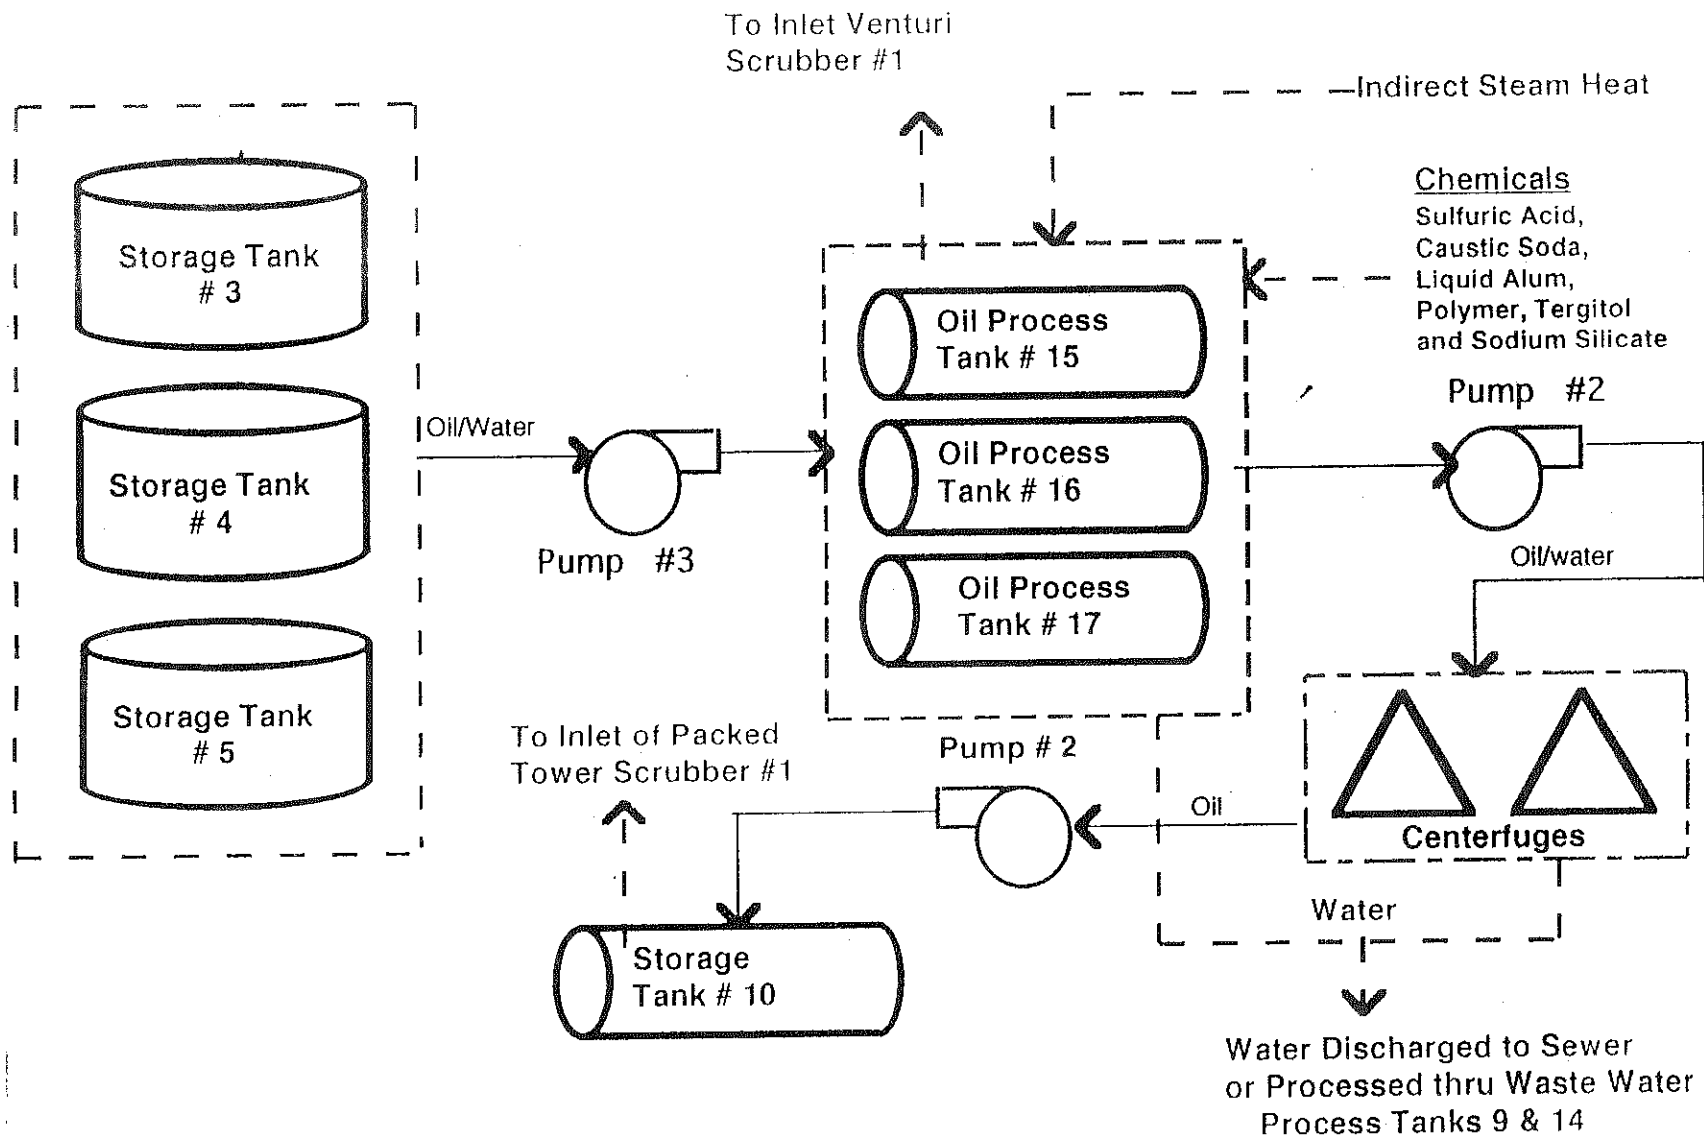 To Inlet Venturi
Scrubber #1
Indirect Steam Heat
Chemicals
Sulfuric Acid,
Caustic Soda,
Liquid Alum,
Polymer, Tergitol
and Sodium Silicate
Storage Tank
# 3
Storage Tank
# 4
Storage Tank
# 5
Oil/Water
Pump #3
Oil Process
Tank # 15
Oil Process
Tank # 16
Oil Process
Tank # 17
Pump #2
Oil/water
Centerfuges
Oil
Pump # 2
To Inlet of Packed
Tower Scrubber #1
Storage
Tank # 10
Water
Water Discharged to Sewer
or Processed thru Waste Water
Process Tanks 9 & 14